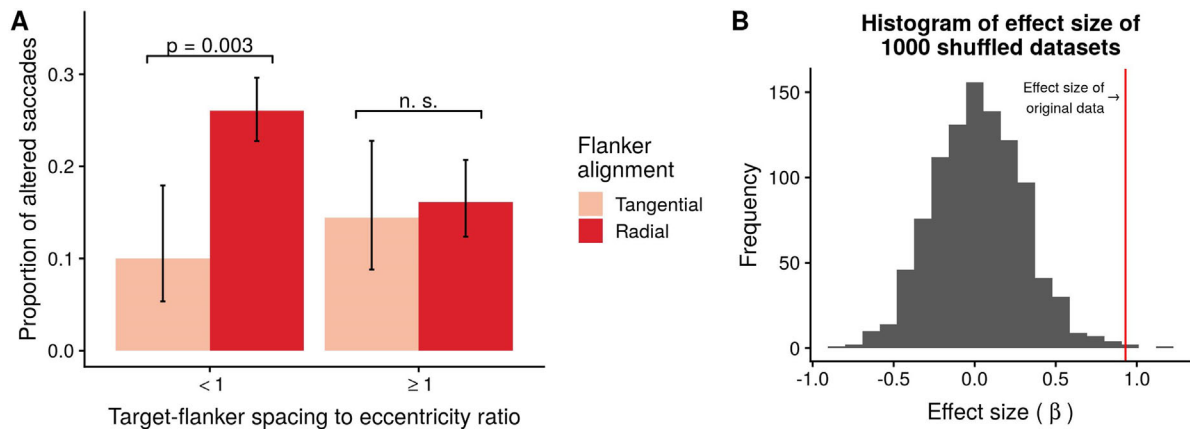 A
Proportion of altered saccades
0.3
0.2
0.1
0.0
p = 0.003
n. s.
< 1
≥ 1
Target-flanker spacing to eccentricity ratio
Flanker
alignment
Tangential
Radial
B
Histogram of effect size of
1000 shuffled datasets
Frequency
150
100
50
0
Effect size of →
original data
-1.0
0.0
0.5
1.0
Effect size ( β )